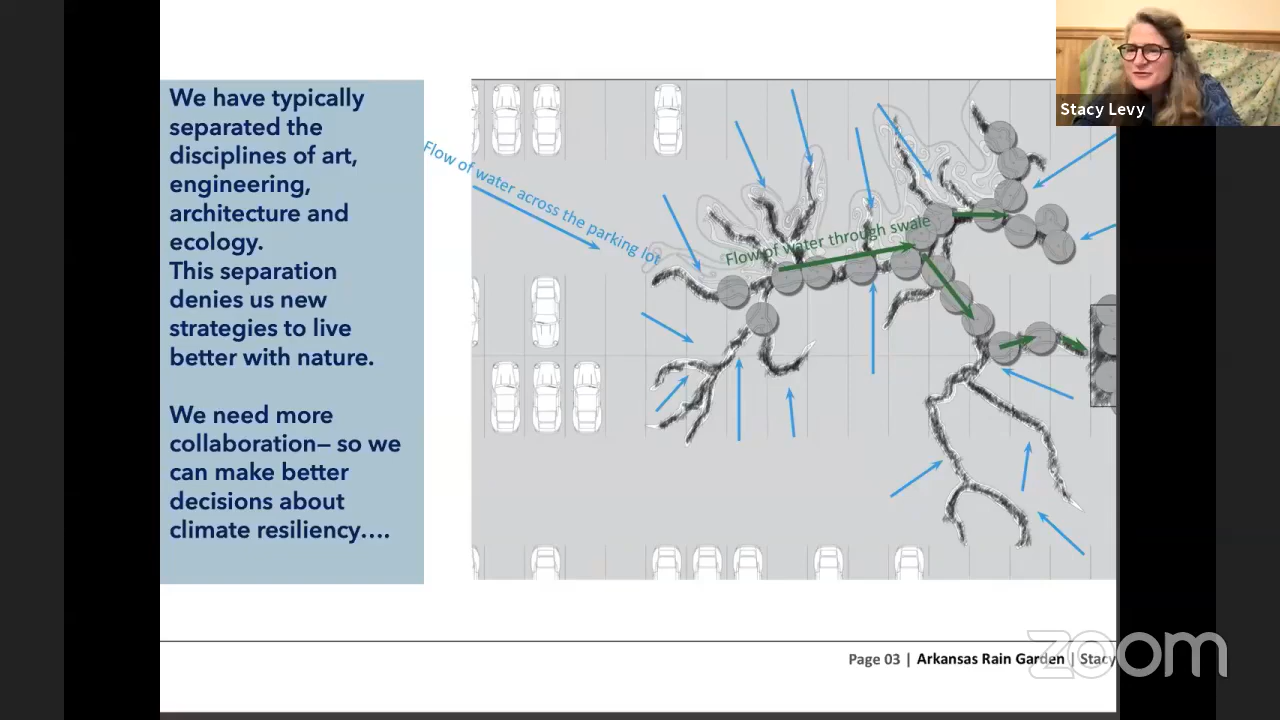 We have typically
separated the
disciplines of art,
engineering,
architecture and
ecology.
This separation
denies us new
strategies to live
better with nature.
We need more
collaboration– so we
can make better
decisions about
climate resiliency….
Flow of water across the parking lot
Flow of water through swale
Stacy Levy
Page 03 | Arkansas Rain Garden | Stacy
zoom